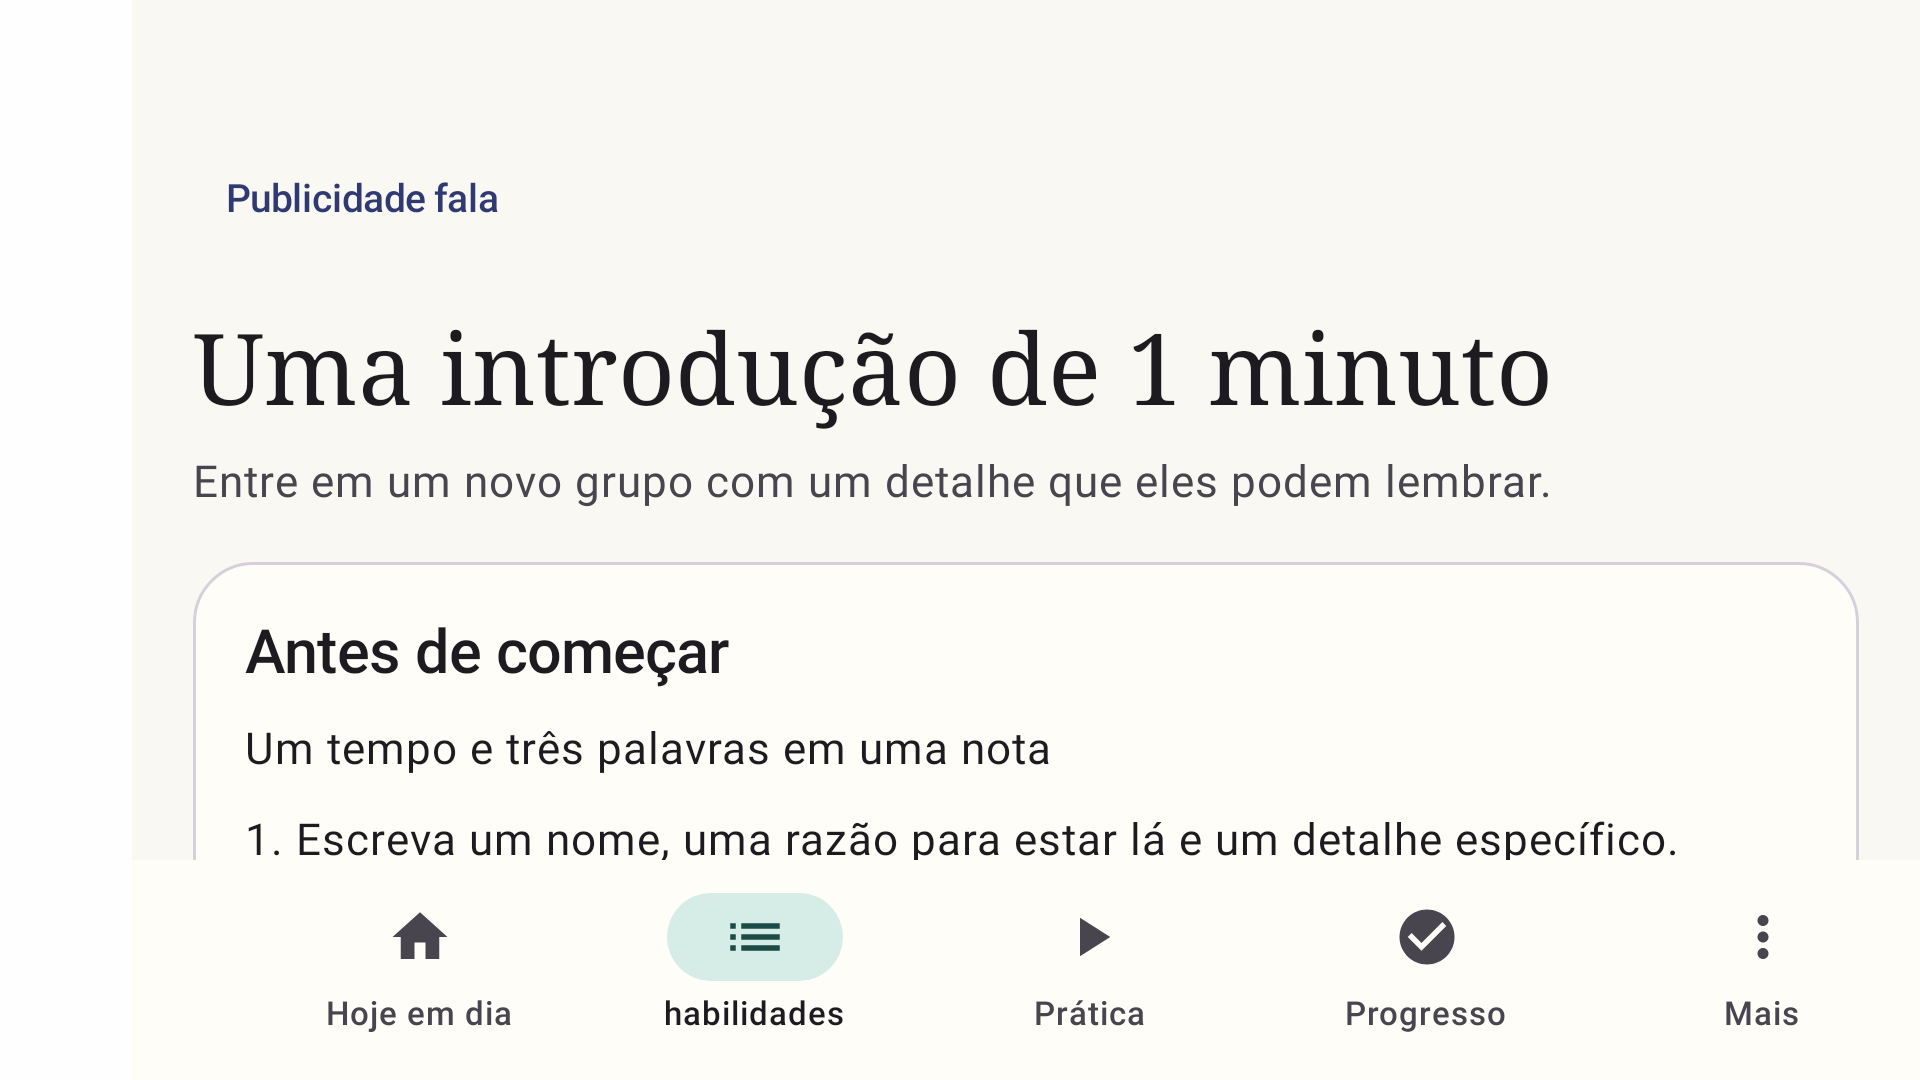 Publicidade fala
Uma introdução de 1 minuto
Entre em um novo grupo com um detalhe que eles podem lembrar.
Antes de começar
Um tempo e três palavras em uma nota
1. Escreva um nome, uma razão para estar lá e um detalhe específico.
Hoje em dia
habilidades
Prática
Progresso
Mais